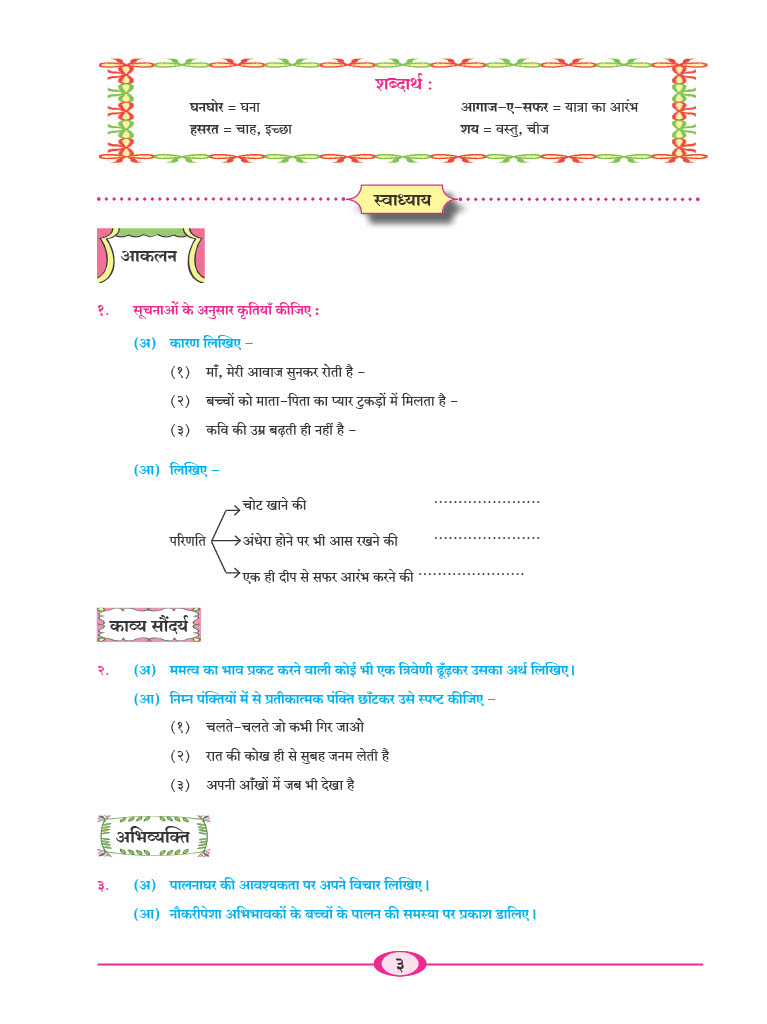 शब्दार्थ :
घनघोर = घना
आगाज-ए-सफर = यात्रा का आरंभ
हसरत = चाह, इच्छा
शय = वस्तु, चीज
स्वाध्याय
आकलन
१. सूचनाओं के अनुसार कृतियाँ कीजिए :
(अ) कारण लिखिए –
(१) माँ, मेरी आवाज सुनकर रोती है -
(२) बच्चों को माता-पिता का प्यार टुकड़ों में मिलता है -
(३) कवि की उम्र बढ़ती ही नहीं है -
(आ) लिखिए –
चोट खाने की ......................
परिणति
अंधेरा होने पर भी आस रखने की ......................
एक ही दीप से सफर आरंभ करने की ......................
काव्य सौंदर्य
२. (अ) ममत्व का भाव प्रकट करने वाली कोई भी एक त्रिवेणी ढूँढ़कर उसका अर्थ लिखिए।
(आ) निम्न पंक्तियों में से प्रतीकात्मक पंक्ति छाँटकर उसे स्पष्ट कीजिए –
(१) चलते-चलते जो कभी गिर जाओ
(२) रात की कोख ही से सुबह जनम लेती है
(३) अपनी आँखों में जब भी देखा है
अभिव्यक्ति
३. (अ) पालनाघर की आवश्यकता पर अपने विचार लिखिए।
(आ) नौकरीपेशा अभिभावकों के बच्चों के पालन की समस्या पर प्रकाश डालिए।
३